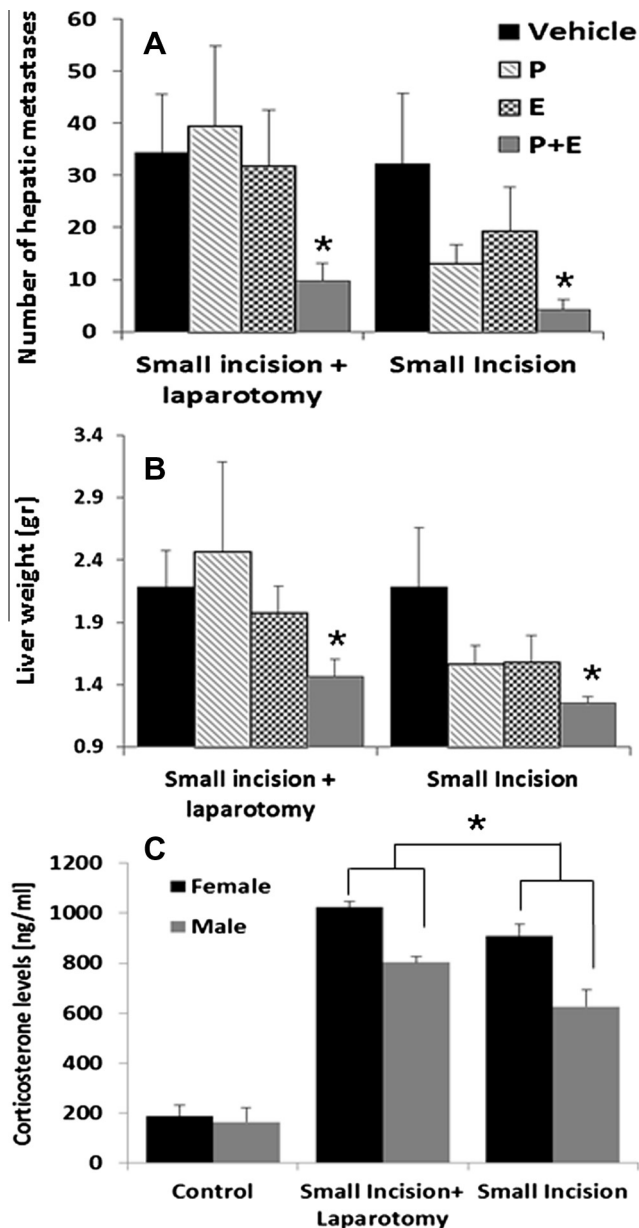 A
Number of hepatic metastases
60
50
40
30
20
10
0
Vehicle
P
E
P+E
*
*
Small incision +
laparotomy
Small Incision
B
Liver weight (gr)
3.4
2.9
2.4
1.9
1.4
0.9
*
*
Small incision +
laparotomy
Small Incision
C
Corticosterone levels [ng/ml]
1200
1000
800
600
400
200
0
Female
Male
*
Control
Small Incision+
Laparotomy
Small Incision